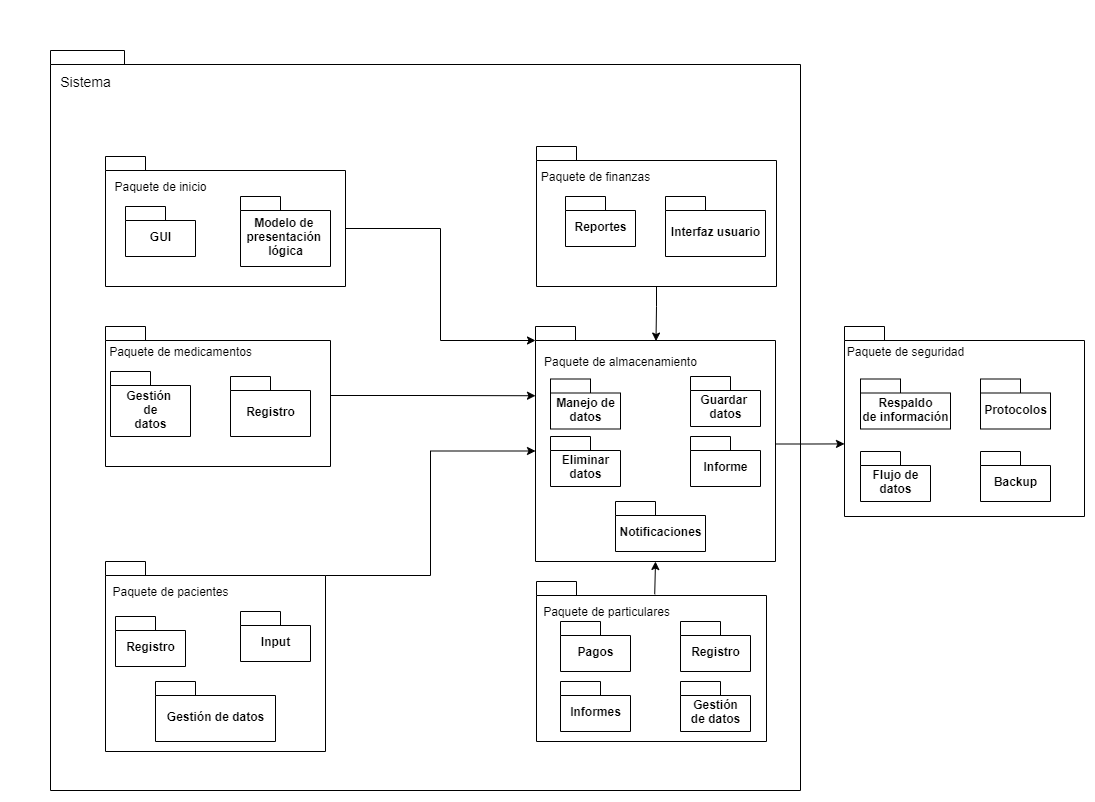 Sistema
Paquete de inicio
GUI
Modelo de
presentación
lógica
Paquete de finanzas
Reportes
Interfaz usuario
Paquete de medicamentos
Gestión
de
datos
Registro
Paquete de almacenamiento
Manejo de
datos
Guardar
datos
Eliminar
datos
Informe
Notificaciones
Paquete de seguridad
Respaldo
de información
Protocolos
Flujo de
datos
Backup
Paquete de pacientes
Registro
Input
Gestión de datos
Paquete de particulares
Pagos
Registro
Informes
Gestión
de datos